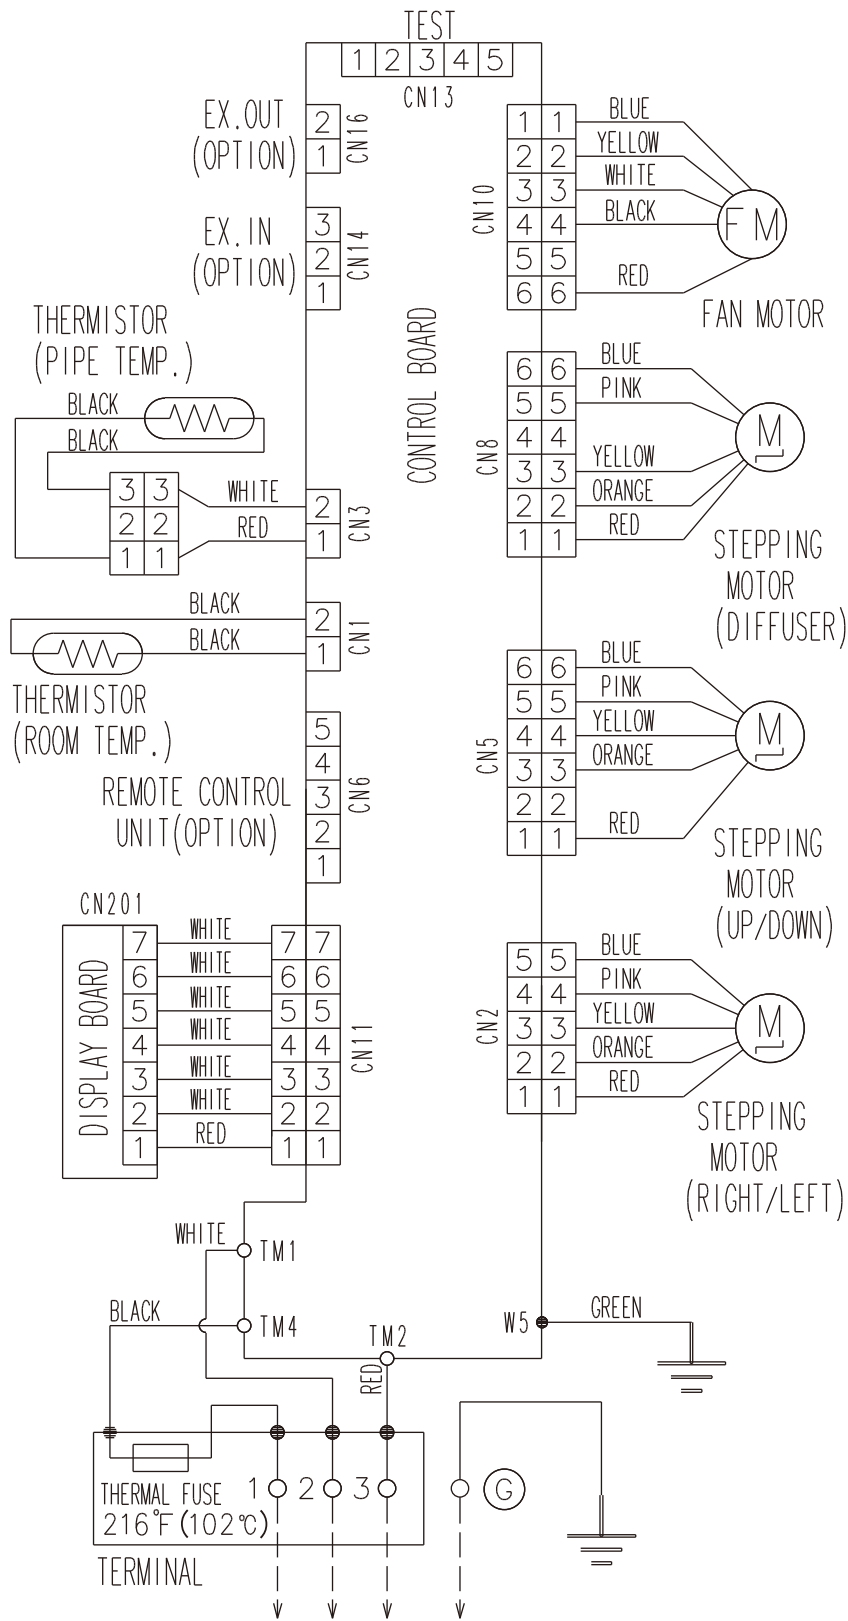 TEST
1 2 3 4 5
CN13
EX.OUT
(OPTION)
2
1
CN16
EX.IN
(OPTION)
3
2
1
CN14
CONTROL BOARD
CN10
1 1
2 2
3 3
4 4
5 5
6 6
BLUE
YELLOW
WHITE
BLACK
RED
FM
FAN MOTOR
THERMISTOR
(PIPE TEMP.)
BLACK
BLACK
3 3
2 2
1 1
WHITE
RED
2
1
CN3
CN8
6 6
5 5
4 4
3 3
2 2
1 1
BLUE
PINK
YELLOW
ORANGE
RED
M
STEPPING
MOTOR
(DIFFUSER)
BLACK
BLACK
2
1
CN1
THERMISTOR
(ROOM TEMP.)
CN5
6 6
5 5
4 4
3 3
2 2
1 1
BLUE
PINK
YELLOW
ORANGE
RED
M
STEPPING
MOTOR
(UP/DOWN)
REMOTE CONTROL
UNIT(OPTION)
5
4
3
2
1
CN6
CN201
DISPLAY BOARD
7
6
5
4
3
2
1
WHITE
WHITE
WHITE
WHITE
WHITE
WHITE
RED
7 7
6 6
5 5
4 4
3 3
2 2
1 1
CN11
CN2
5 5
4 4
3 3
2 2
1 1
BLUE
PINK
YELLOW
ORANGE
RED
M
STEPPING
MOTOR
(RIGHT/LEFT)
WHITE
TM1
BLACK
TM4
TM2
RED
W5
GREEN
THERMAL FUSE
216°F(102℃)
1 2 3
G
TERMINAL